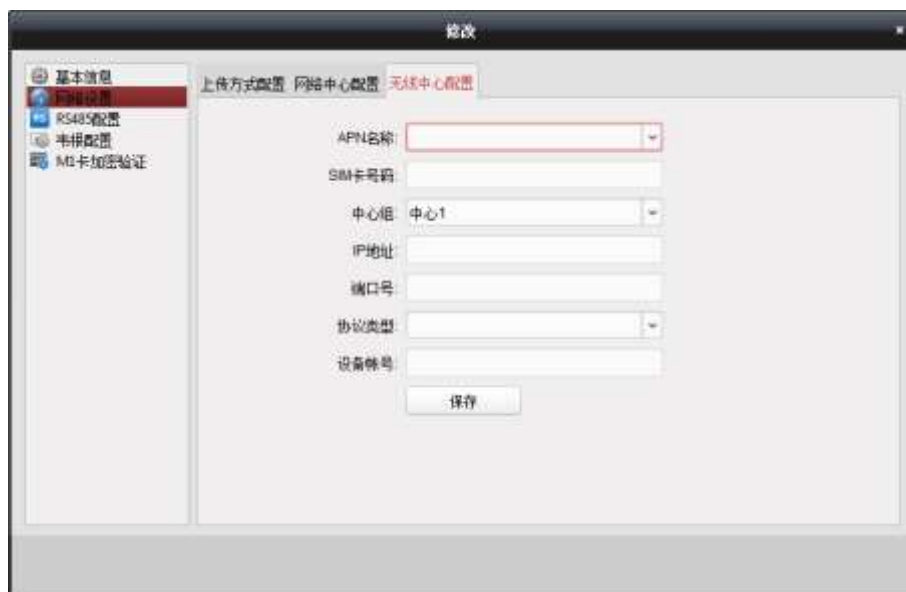 修改
基本信息
网络设置
RS485配置
韦根配置
M1卡加密验证
上传方式配置 网络中心配置 无线中心配置
APN名称:
SIM卡号码:
中心组: 中心1
IP地址:
端口号:
协议类型:
设备帐号:
保存